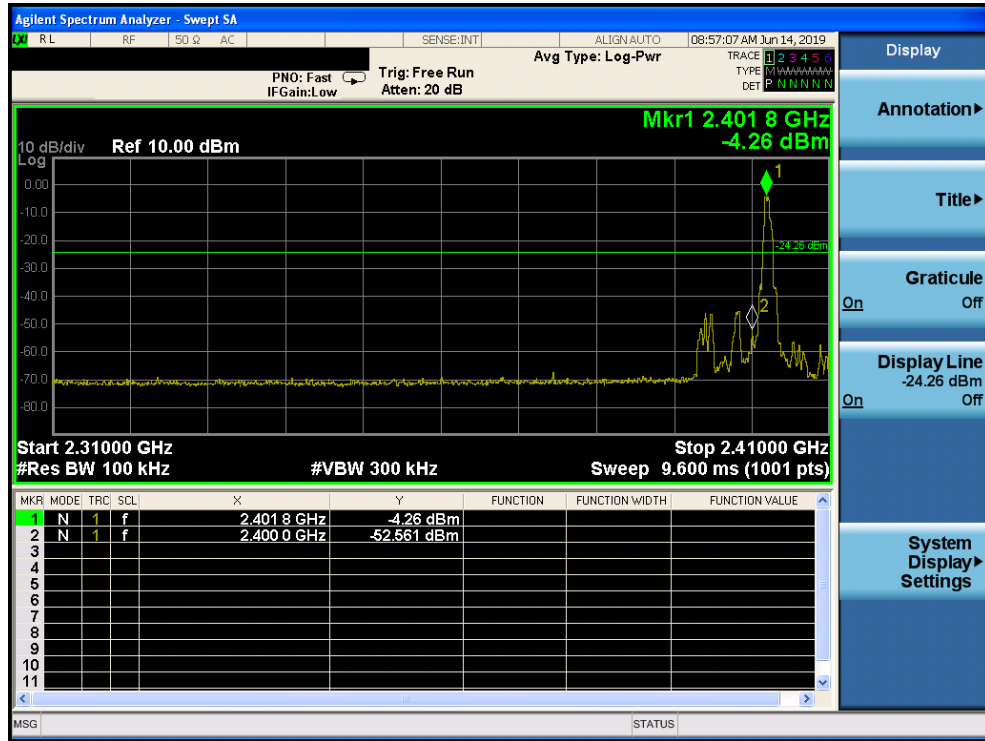 Agilent Spectrum Analyzer - Swept SA
LXI RL RF 50 Ω AC SENSE:INT ALIGN AUTO 08:57:07 AM Jun 14, 2019
Display
Avg Type: Log-Pwr
TRACE 1 2 3 4 5 6
PNO: Fast Trig: Free Run
TYPE M WWWWW
IFGain:Low Atten: 20 dB
DET P N N N N N
Annotation
Mkr1 2.401 8 GHz
10 dB/div Ref 10.00 dBm -4.26 dBm
Log
1
0.00
Title
-10.0
-20.0
-24.26 dBm
-30.0
Graticule
On Off
-40.0
2
-50.0
-60.0
Display Line
-24.26 dBm
On Off
-70.0
-80.0
Start 2.31000 GHz Stop 2.41000 GHz
#Res BW 100 kHz #VBW 300 kHz Sweep 9.600 ms (1001 pts)
MKR MODE TRC SCL X Y FUNCTION FUNCTION WIDTH FUNCTION VALUE
1 N 1 f 2.401 8 GHz -4.26 dBm
2 N 1 f 2.400 0 GHz -52.561 dBm
3
4
5
6
7
8
9
10
11
System
Display
Settings
MSG STATUS